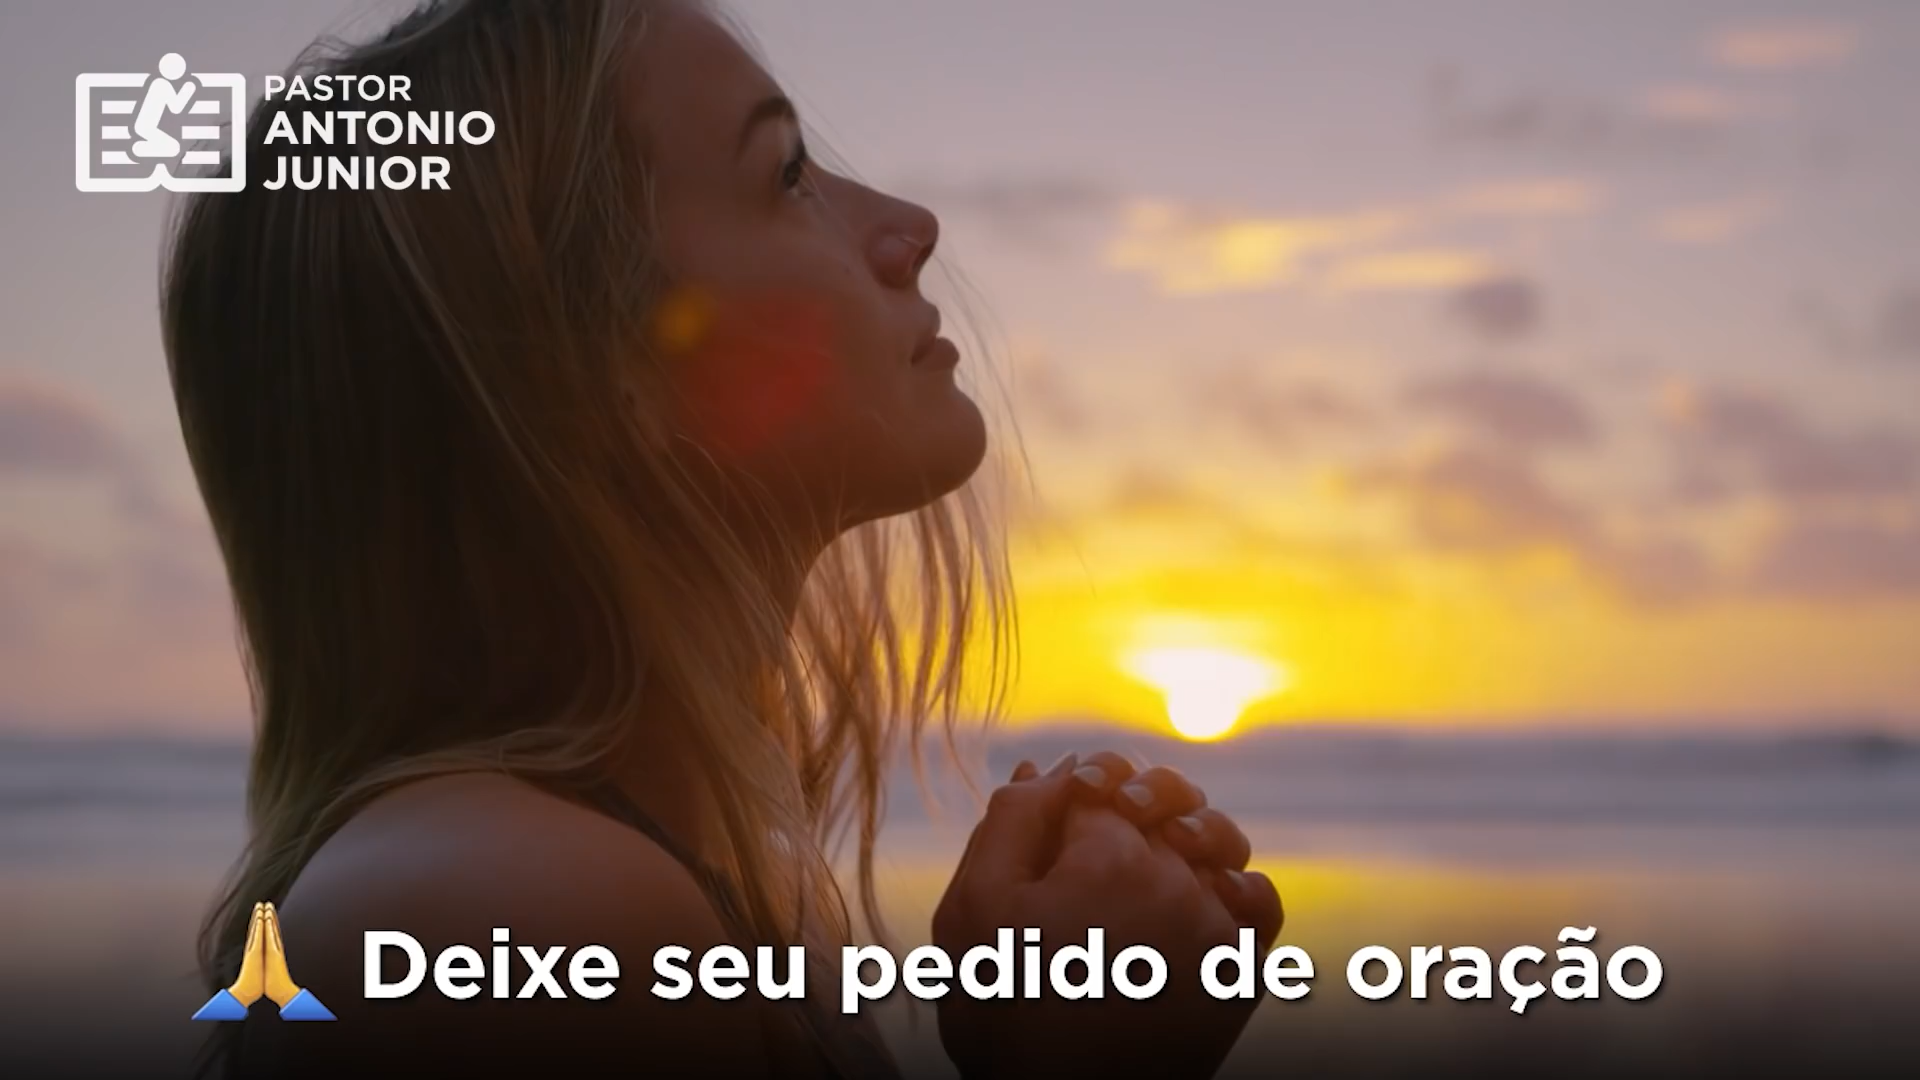 PASTOR
ANTONIO
JUNIOR
🙏 Deixe seu pedido de oração